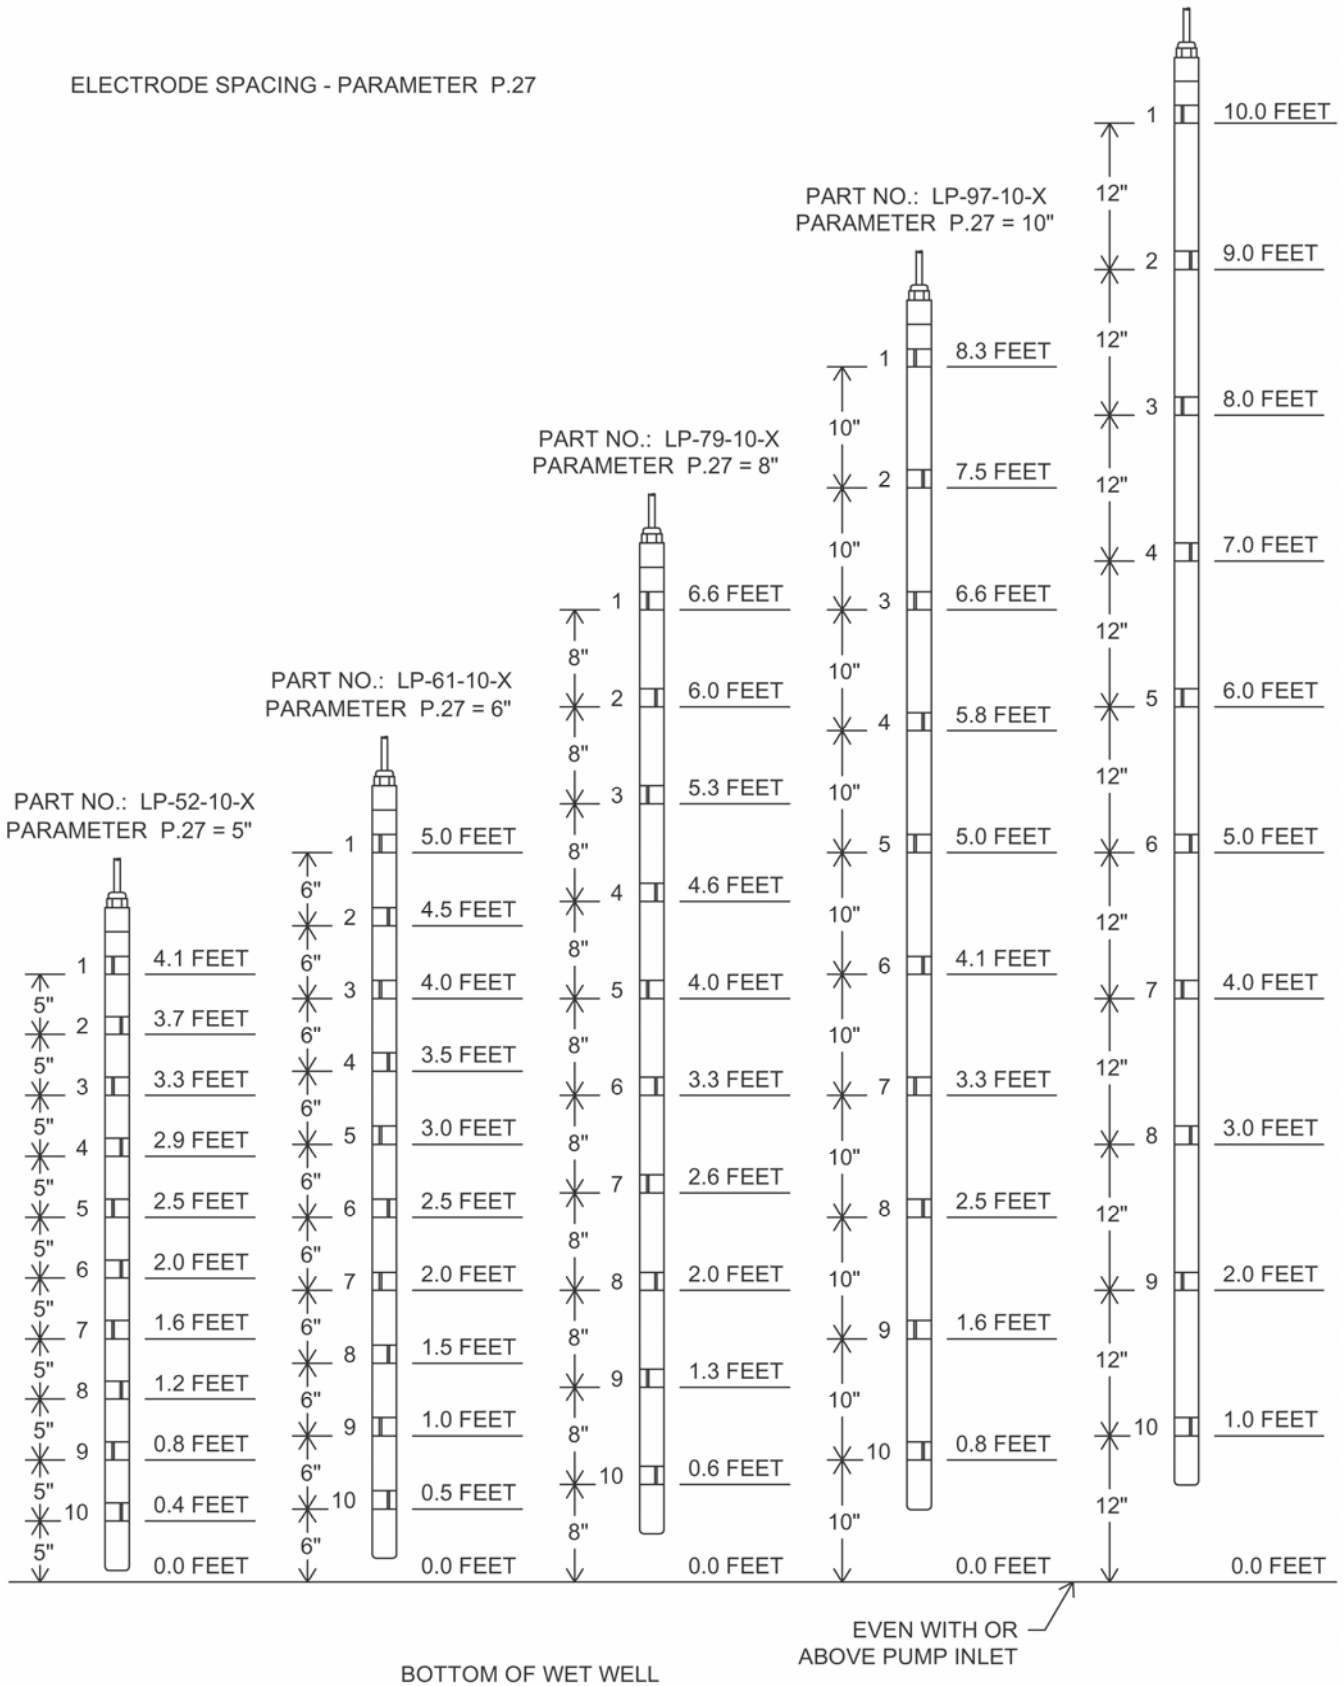 ELECTRODE SPACING - PARAMETER P.27
PART NO.: LP-52-10-X
PARAMETER P.27 = 5"
1 4.1 FEET
5"
2 3.7 FEET
5"
3 3.3 FEET
5"
4 2.9 FEET
5"
5 2.5 FEET
5"
6 2.0 FEET
5"
7 1.6 FEET
5"
8 1.2 FEET
5"
9 0.8 FEET
5"
10 0.4 FEET
5"
0.0 FEET
PART NO.: LP-61-10-X
PARAMETER P.27 = 6"
1 5.0 FEET
6"
2 4.5 FEET
6"
3 4.0 FEET
6"
4 3.5 FEET
6"
5 3.0 FEET
6"
6 2.5 FEET
6"
7 2.0 FEET
6"
8 1.5 FEET
6"
9 1.0 FEET
6"
10 0.5 FEET
6"
0.0 FEET
PART NO.: LP-79-10-X
PARAMETER P.27 = 8"
1 6.6 FEET
8"
2 6.0 FEET
8"
3 5.3 FEET
8"
4 4.6 FEET
8"
5 4.0 FEET
8"
6 3.3 FEET
8"
7 2.6 FEET
8"
8 2.0 FEET
8"
9 1.3 FEET
8"
10 0.6 FEET
8"
0.0 FEET
PART NO.: LP-97-10-X
PARAMETER P.27 = 10"
1 8.3 FEET
10"
2 7.5 FEET
10"
3 6.6 FEET
10"
4 5.8 FEET
10"
5 5.0 FEET
10"
6 4.1 FEET
10"
7 3.3 FEET
10"
8 2.5 FEET
10"
9 1.6 FEET
10"
10 0.8 FEET
10"
0.0 FEET
1 10.0 FEET
12"
2 9.0 FEET
12"
3 8.0 FEET
12"
4 7.0 FEET
12"
5 6.0 FEET
12"
6 5.0 FEET
12"
7 4.0 FEET
12"
8 3.0 FEET
12"
9 2.0 FEET
12"
10 1.0 FEET
12"
0.0 FEET
EVEN WITH OR
ABOVE PUMP INLET
BOTTOM OF WET WELL